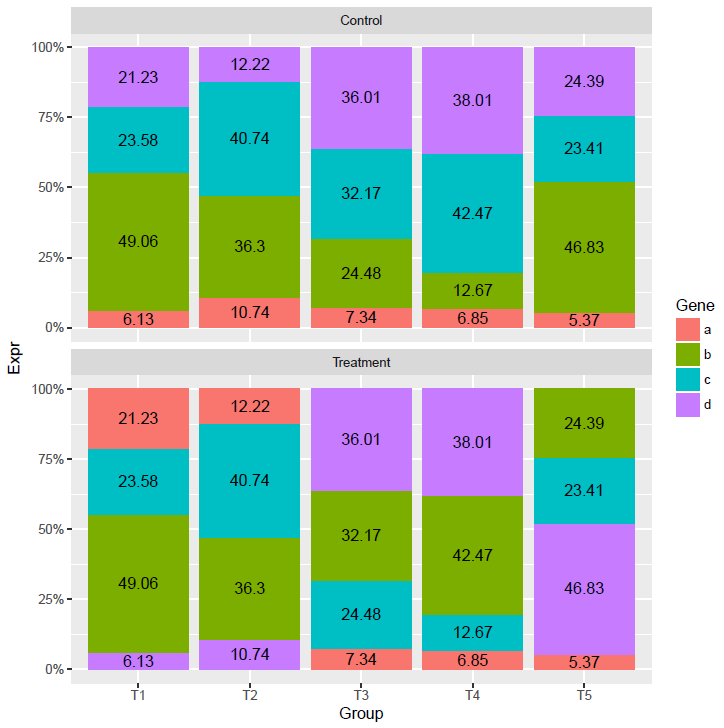 Control
100%
21.23 12.22 36.01 38.01 24.39
75%
23.58 40.74 32.17 42.47 23.41
50%
49.06 36.3 24.48 12.67 46.83
25%
6.13 10.74 7.34 6.85 5.37
0%
Treatment
100%
21.23 12.22 36.01 38.01 24.39
75%
23.58 40.74 32.17 42.47 23.41
50%
49.06 36.3 24.48 12.67 46.83
25%
6.13 10.74 7.34 6.85 5.37
0%
T1 T2 T3 T4 T5
Group
Expr
Gene
a
b
c
d